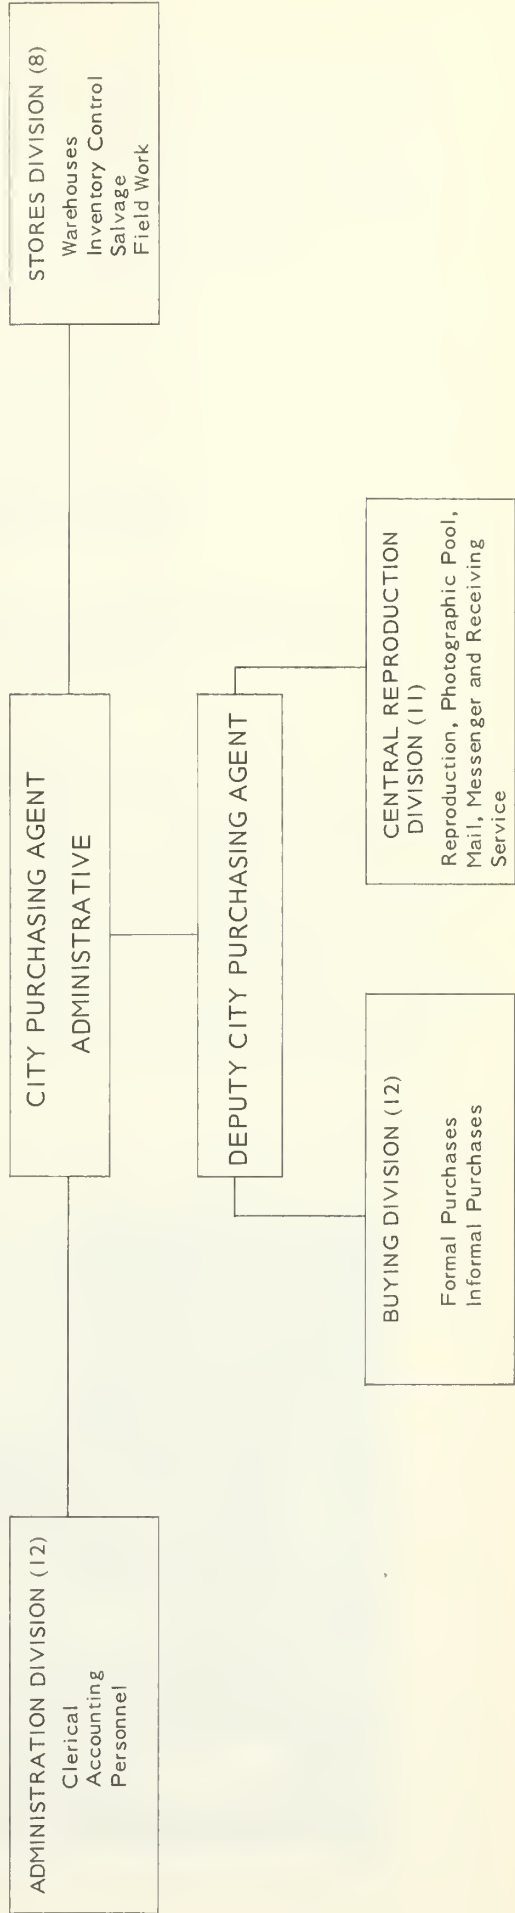 CITY PURCHASING AGENT
ADMINISTRATIVE
ADMINISTRATION DIVISION (12)
Clerical
Accounting
Personnel
STORES DIVISION (8)
Warehouses
Inventory Control
Salvage
Field Work
DEPUTY CITY PURCHASING AGENT
BUYING DIVISION (12)
Formal Purchases
Informal Purchases
CENTRAL REPRODUCTION
DIVISION (11)
Reproduction, Photographic Pool,
Mail, Messenger and Receiving
Service